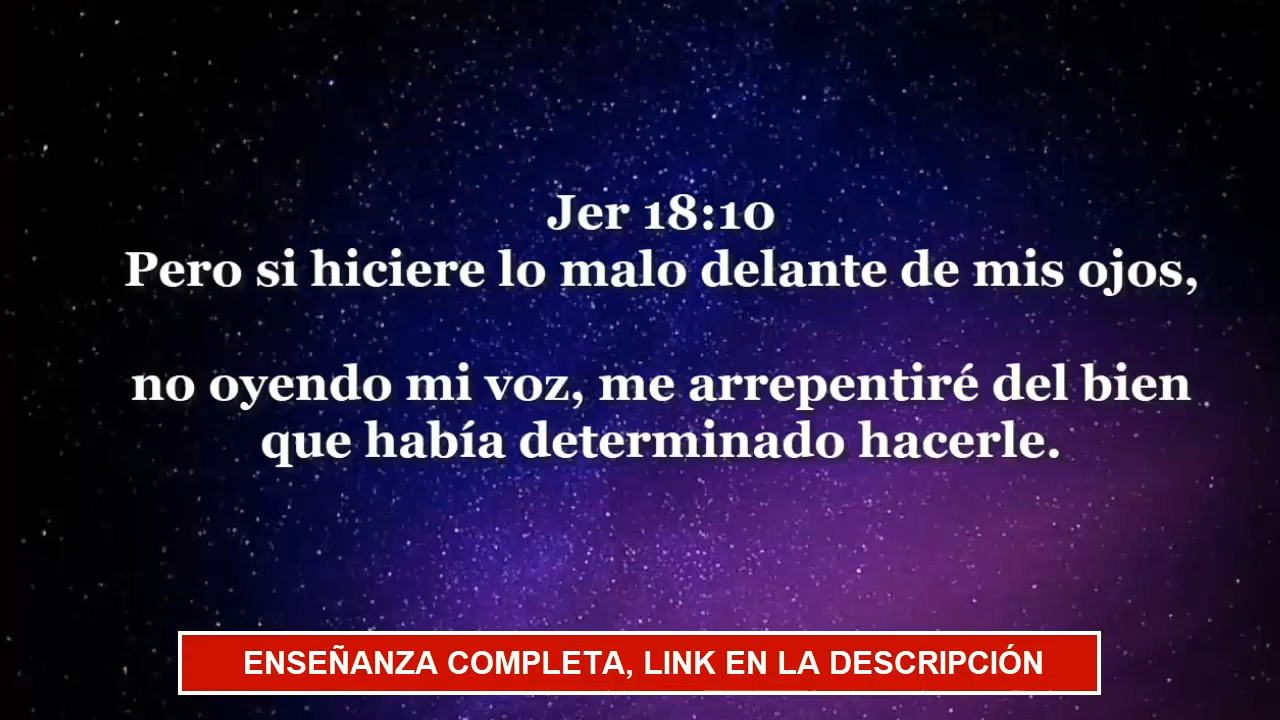 Jer 18:10
Pero si hiciere lo malo delante de mis ojos,
no oyendo mi voz, me arrepentiré del bien
que había determinado hacerle.
ENSEÑANZA COMPLETA, LINK EN LA DESCRIPCIÓN